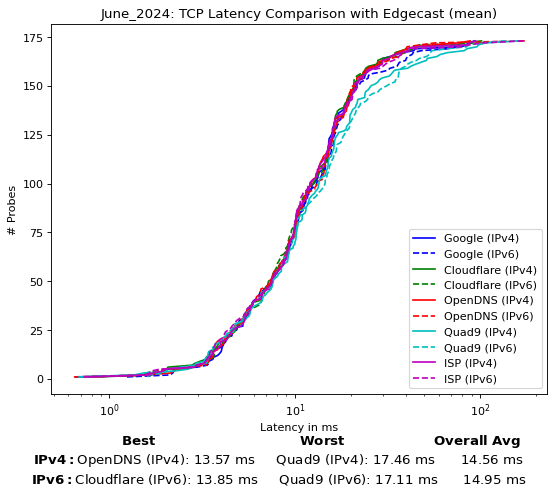 June_2024: TCP Latency Comparison with Edgecast (mean)
175
150
125
100
75
50
25
0
# Probes
Google (IPv4)
Google (IPv6)
Cloudflare (IPv4)
Cloudflare (IPv6)
OpenDNS (IPv4)
OpenDNS (IPv6)
Quad9 (IPv4)
Quad9 (IPv6)
ISP (IPv4)
ISP (IPv6)
10⁰ 10¹ 10²
Latency in ms
Best Worst Overall Avg
IPv4: OpenDNS (IPv4): 13.57 ms Quad9 (IPv4): 17.46 ms 14.56 ms
IPv6: Cloudflare (IPv6): 13.85 ms Quad9 (IPv6): 17.11 ms 14.95 ms